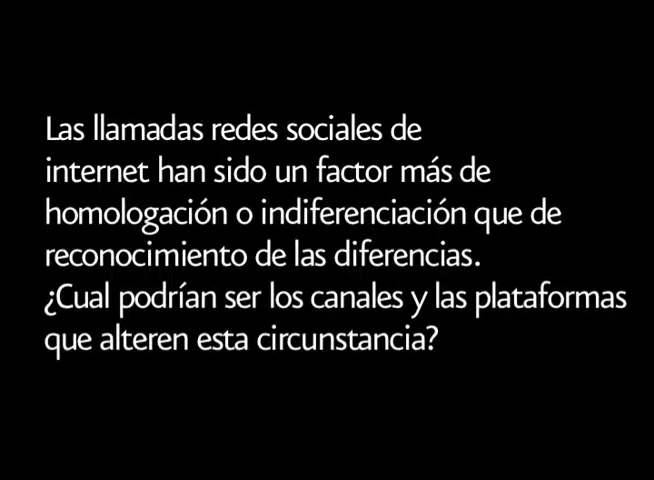 Las llamadas redes sociales de
internet han sido un factor más de
homologación o indiferenciación que de
reconocimiento de las diferencias.
¿Cual podrían ser los canales y las plataformas
que alteren esta circunstancia?